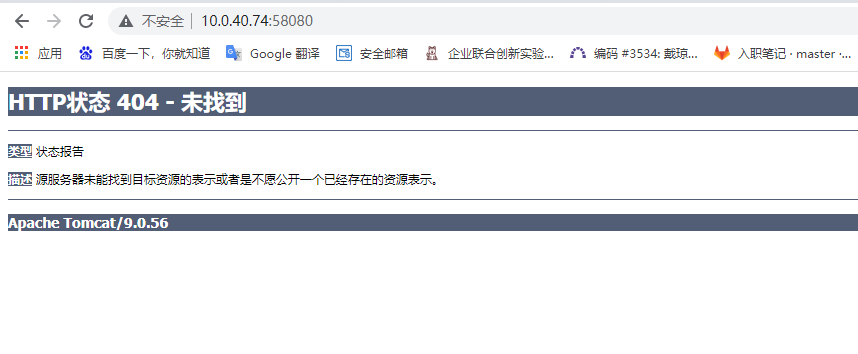 不安全 10.0.40.74:58080
应用 百度一下，你就知道 Google 翻译 安全邮箱 企业联合创新实验... 编码 #3534: 戴琼... 入职笔记 · master ·...
HTTP状态 404 - 未找到
类型 状态报告
描述 源服务器未能找到目标资源的表示或者是不愿公开一个已经存在的资源表示。
Apache Tomcat/9.0.56